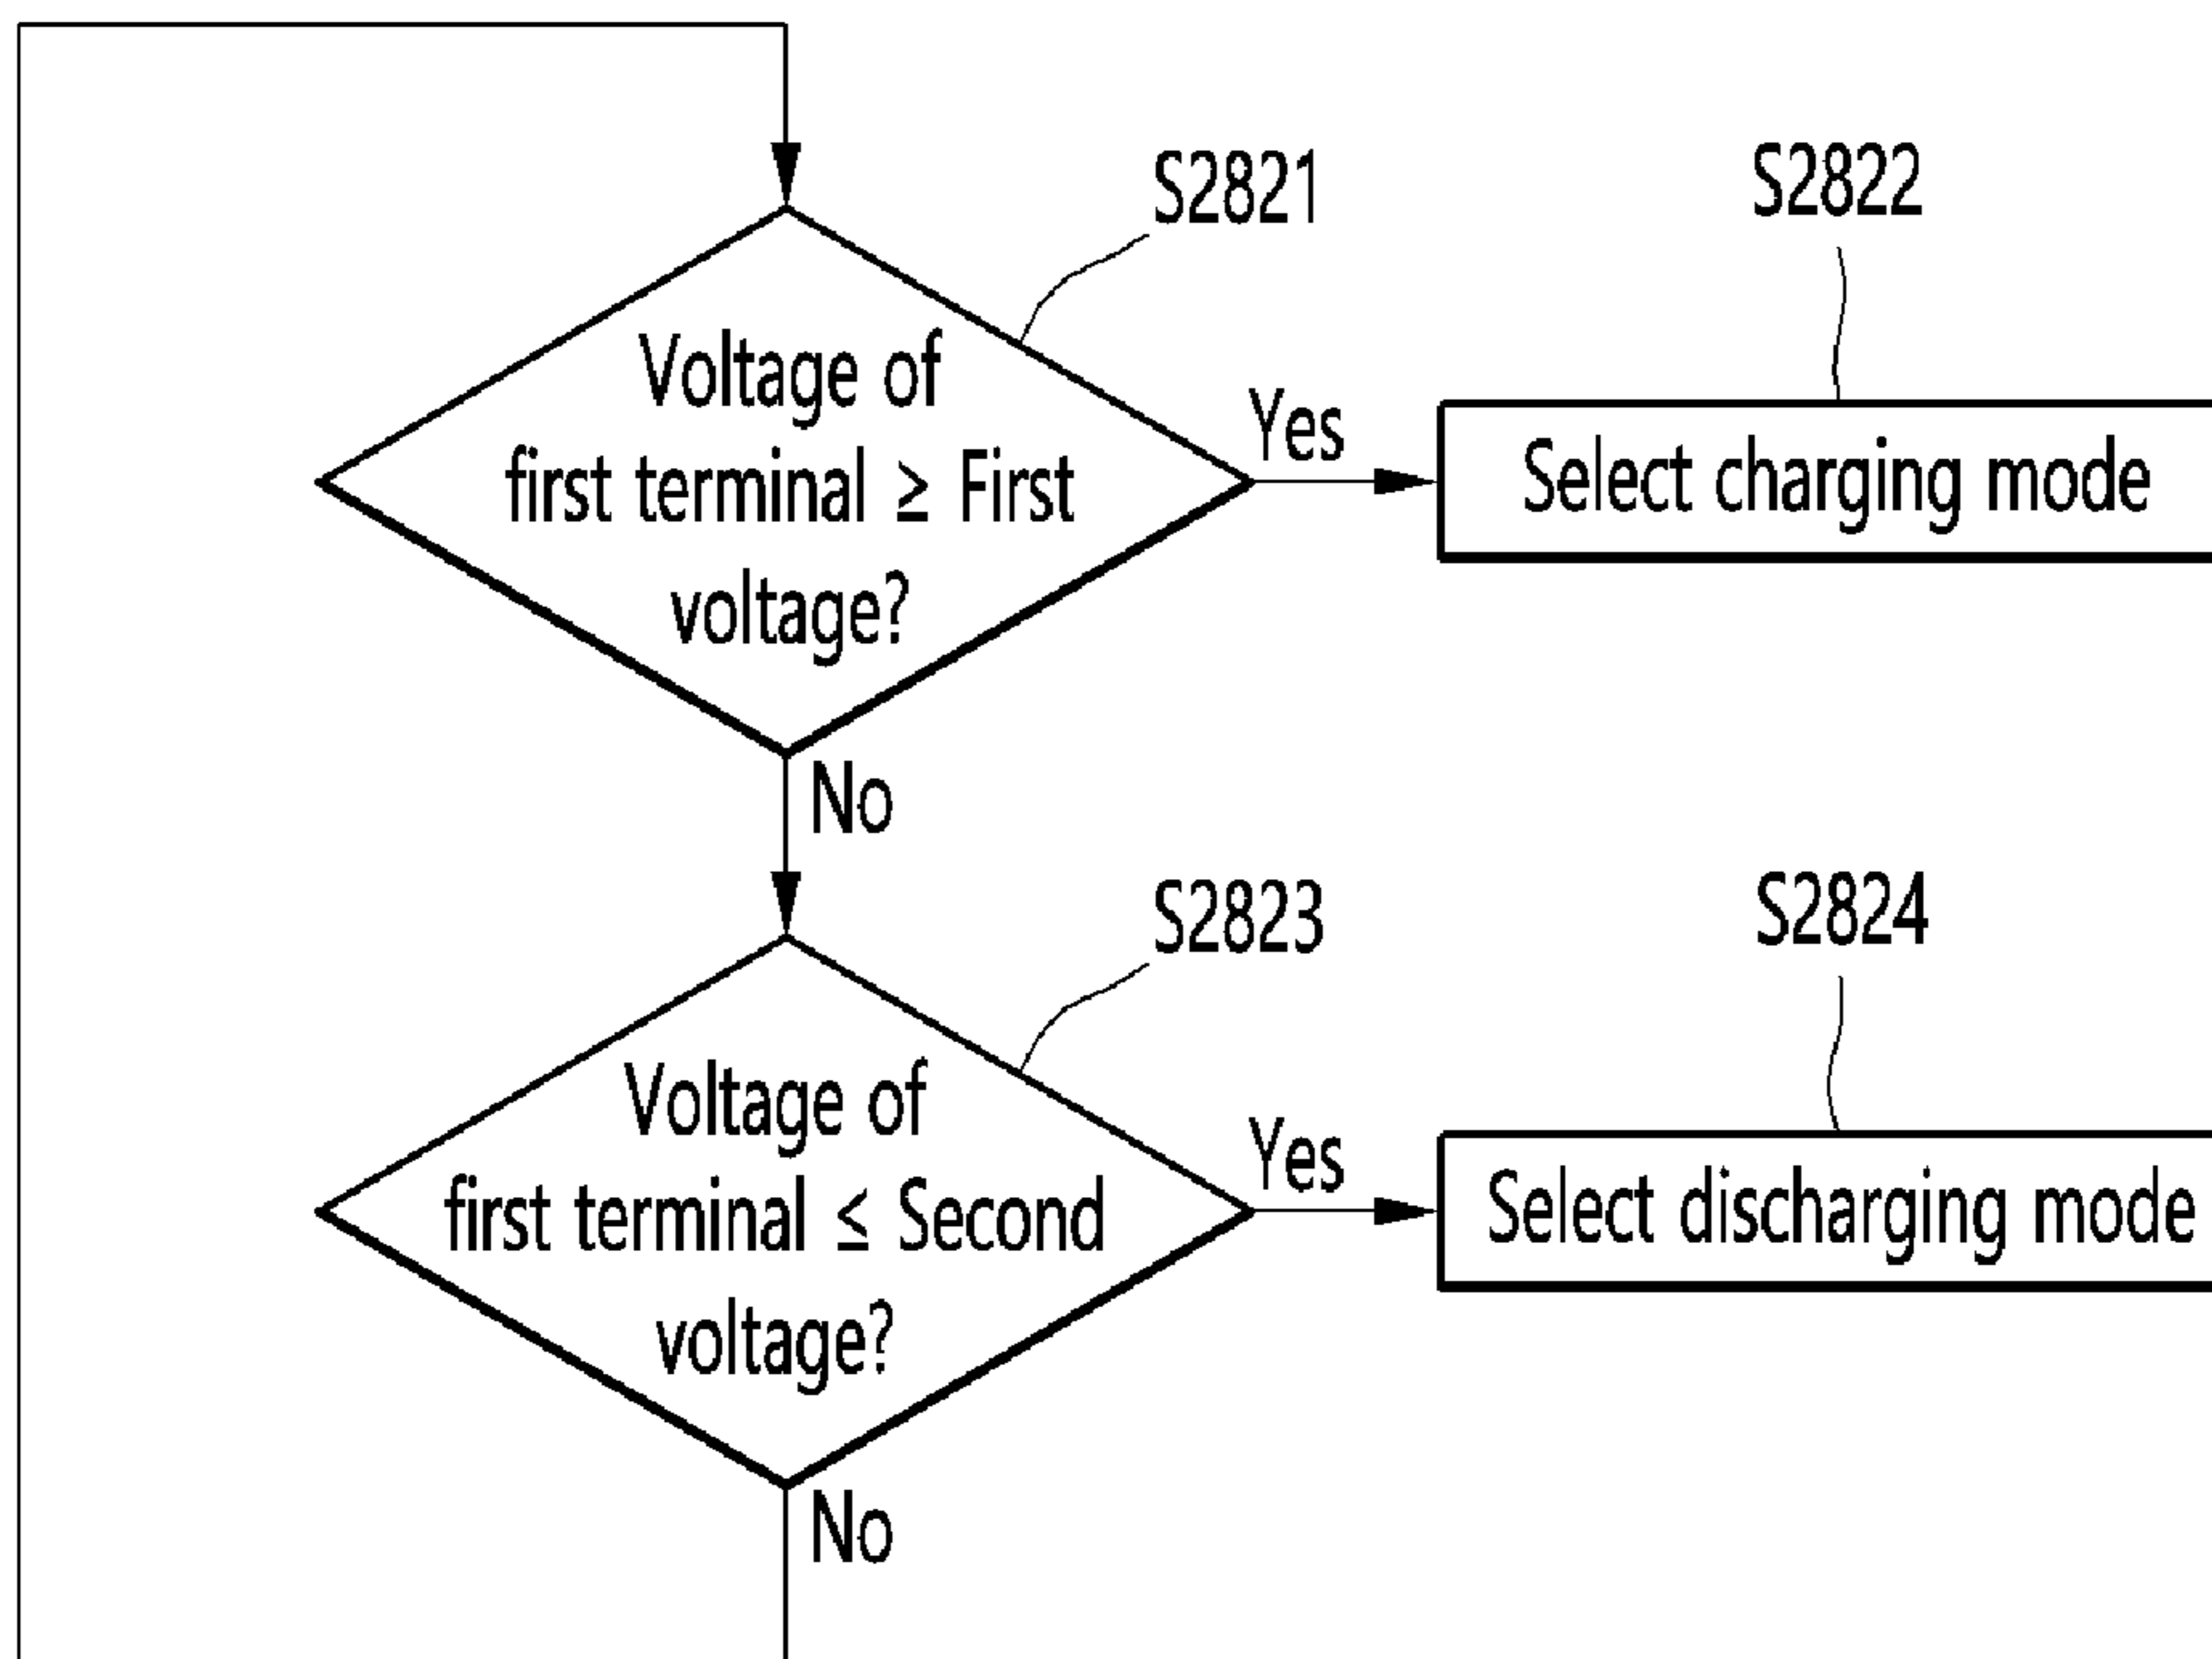 S2821
S2822
Voltage of
first terminal ≥ First
voltage?
Yes
Select charging mode
No
S2823
S2824
Voltage of
first terminal ≤ Second
voltage?
Yes
Select discharging mode
No